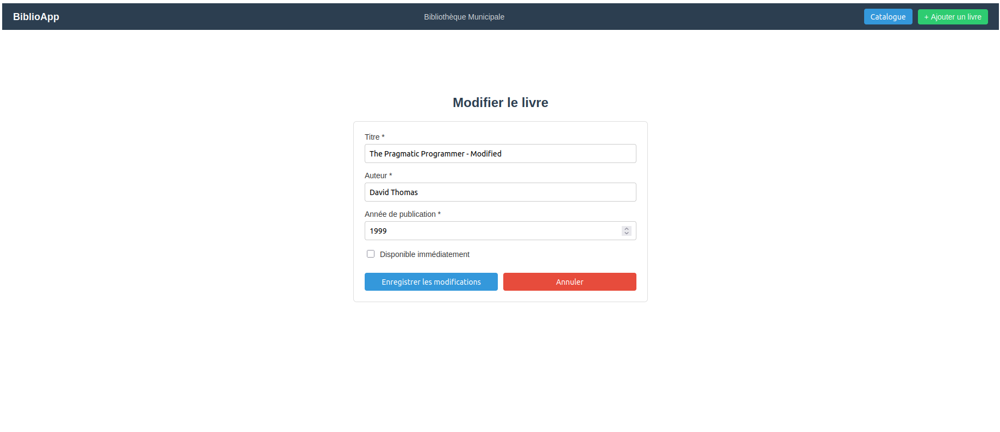 BiblioApp
Bibliothèque Municipale
Catalogue
+ Ajouter un livre
Modifier le livre
Titre *
The Pragmatic Programmer - Modified
Auteur *
David Thomas
Année de publication *
1999
Disponible immédiatement
Enregistrer les modifications
Annuler